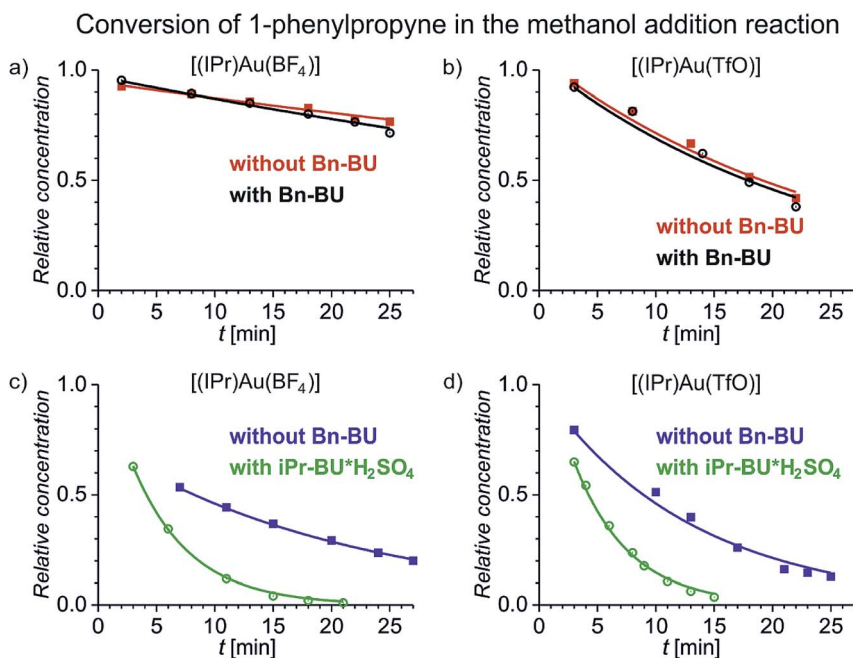 Conversion of 1-phenylpropyne in the methanol addition reaction
a)
[(IPr)Au(BF4)]
Relative concentration
1.0
0.5
0.0
without Bn-BU
with Bn-BU
0 5 10 15 20 25
t [min]
b)
[(IPr)Au(TfO)]
Relative concentration
1.0
0.5
0.0
without Bn-BU
with Bn-BU
0 5 10 15 20 25
t [min]
c)
[(IPr)Au(BF4)]
Relative concentration
1.0
0.5
0.0
without Bn-BU
with iPr-BU*H2SO4
0 5 10 15 20 25
t [min]
d)
[(IPr)Au(TfO)]
Relative concentration
1.0
0.5
0.0
without Bn-BU
with iPr-BU*H2SO4
0 5 10 15 20 25
t [min]